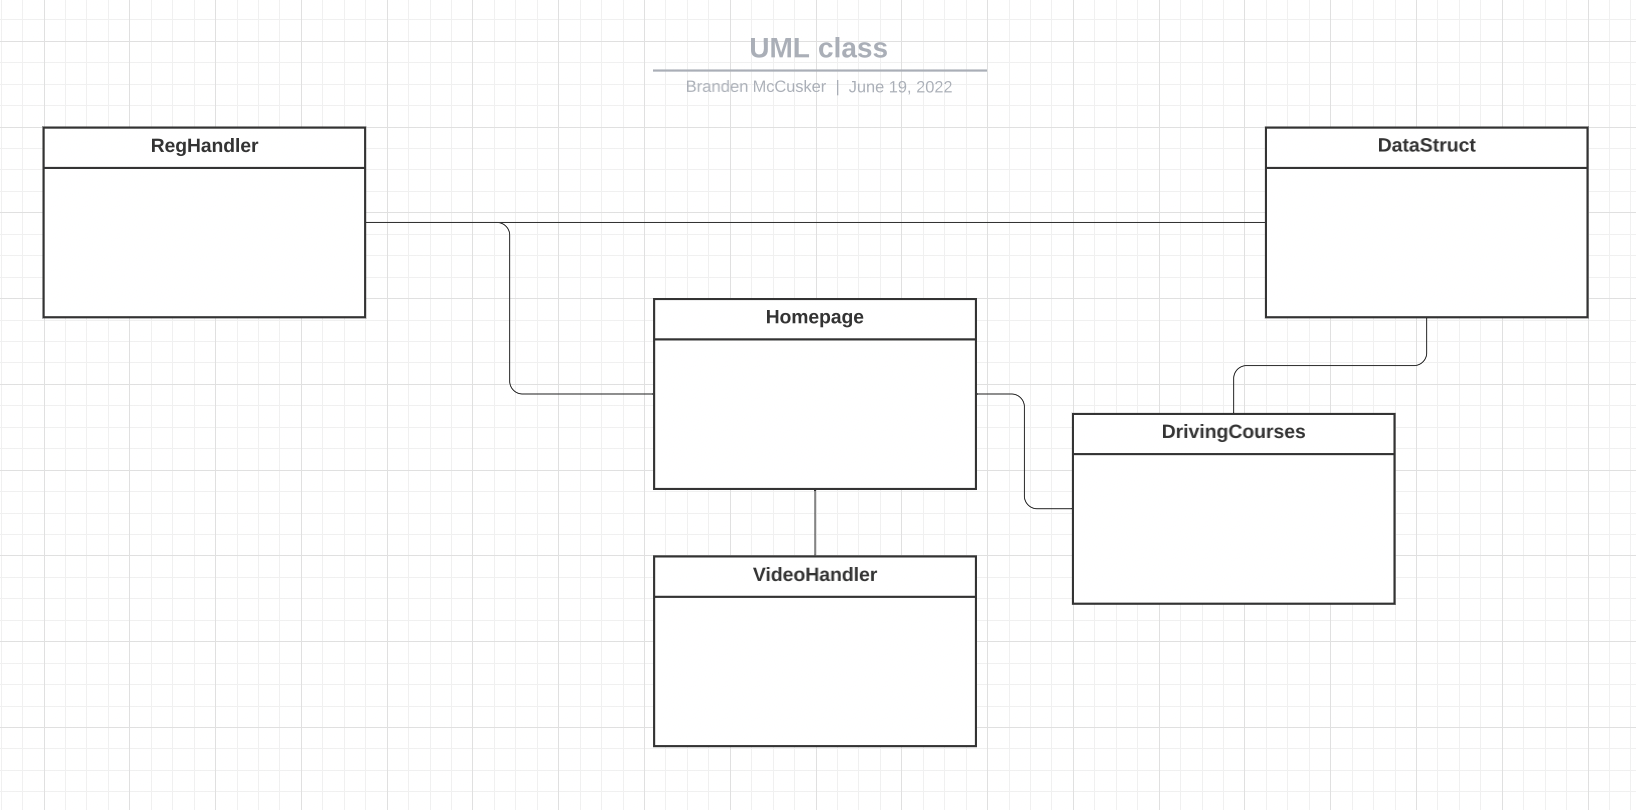 UML class
Branden McCusker | June 19, 2022
RegHandler
DataStruct
Homepage
DrivingCourses
VideoHandler